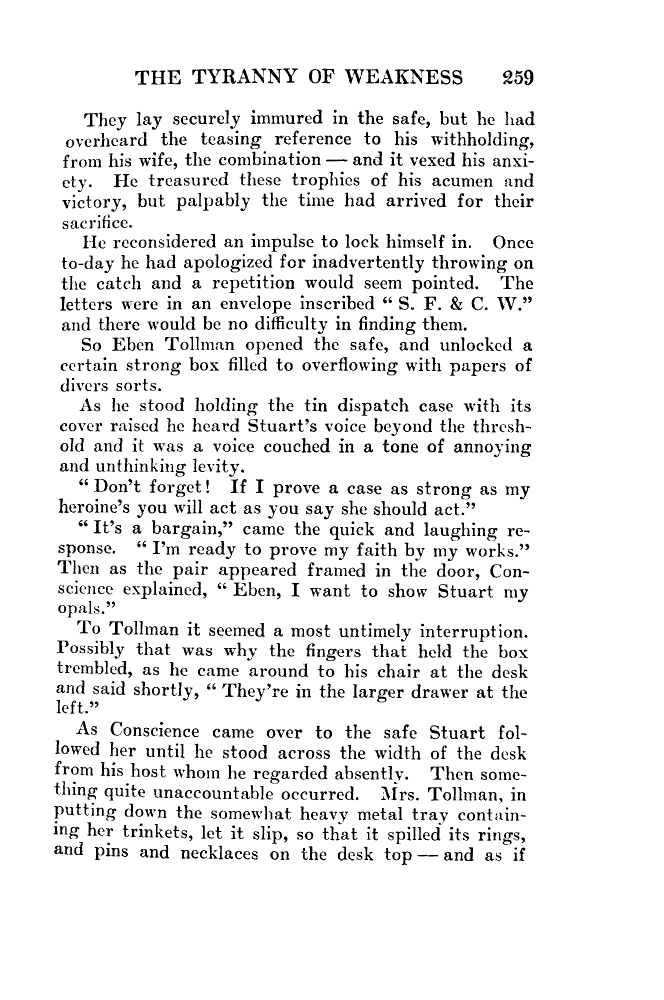 THE TYRANNY OF WEAKNESS 259
They lay securely immured in the safe, but he had
overheard the teasing reference to his withholding,
from his wife, the combination — and it vexed his anxi-
ety. He treasured these trophies of his acumen and
victory, but palpably the time had arrived for their
sacrifice.
He reconsidered an impulse to lock himself in. Once
to-day he had apologized for inadvertently throwing on
the catch and a repetition would seem pointed. The
letters were in an envelope inscribed “ S. F. & C. W.”
and there would be no difficulty in finding them.
So Eben Tollman opened the safe, and unlocked a
certain strong box filled to overflowing with papers of
divers sorts.
As he stood holding the tin dispatch case with its
cover raised he heard Stuart’s voice beyond the thresh-
old and it was a voice couched in a tone of annoying
and unthinking levity.
“ Don’t forget! If I prove a case as strong as my
heroine’s you will act as you say she should act.”
“ It’s a bargain,” came the quick and laughing re-
sponse. “ I’m ready to prove my faith by my works.”
Then as the pair appeared framed in the door, Con-
science explained, “ Eben, I want to show Stuart my
opals.”
To Tollman it seemed a most untimely interruption.
Possibly that was why the fingers that held the box
trembled, as he came around to his chair at the desk
and said shortly, “ They’re in the larger drawer at the
left.”
As Conscience came over to the safe Stuart fol-
lowed her until he stood across the width of the desk
from his host whom he regarded absently. Then some-
thing quite unaccountable occurred. Mrs. Tollman, in
putting down the somewhat heavy metal tray contain-
ing her trinkets, let it slip, so that it spilled its rings,
and pins and necklaces on the desk top — and as if